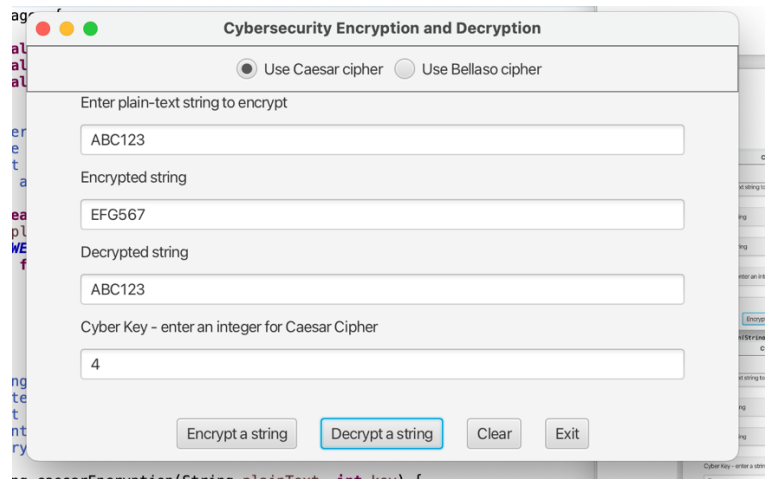 Cybersecurity Encryption and Decryption
Use Caesar cipher Use Bellaso cipher
Enter plain-text string to encrypt
ABC123
Encrypted string
EFG567
Decrypted string
ABC123
Cyber Key - enter an integer for Caesar Cipher
4
Encrypt a string Decrypt a string Clear Exit